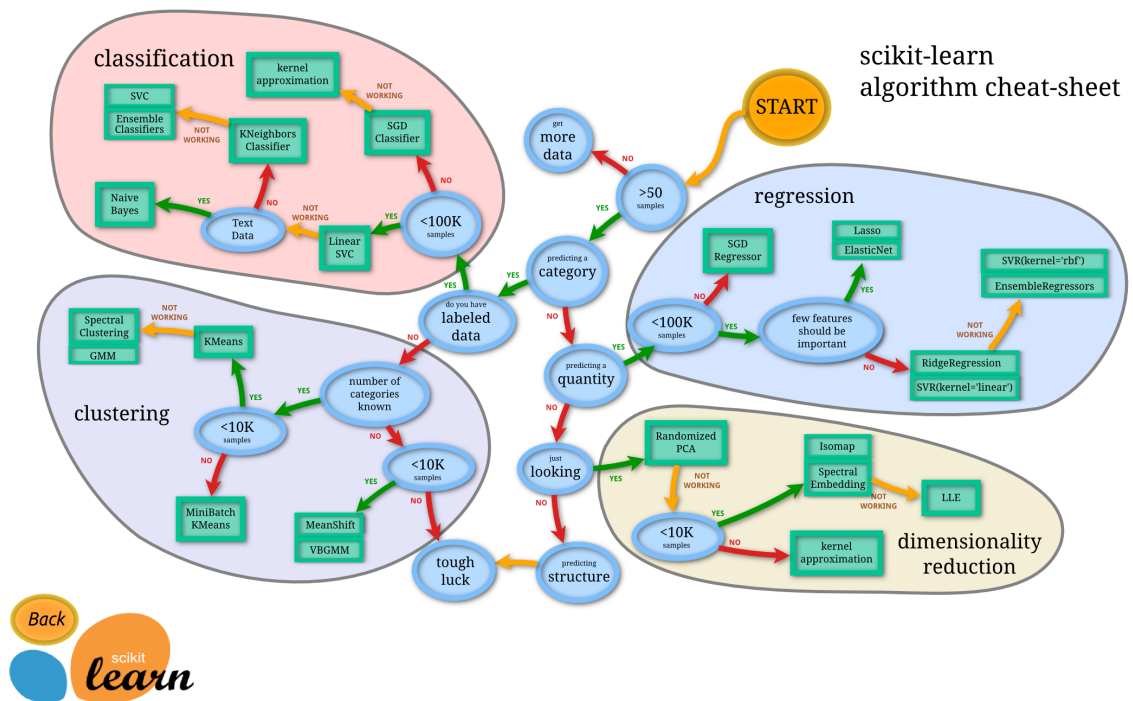 scikit-learn
algorithm cheat-sheet
START
classification
kernel
approximation
NOT
WORKING
SVC
Ensemble
Classifiers
NOT
WORKING
KNeighbors
Classifier
SGD
Classifier
Naive
Bayes
YES
NO
Text
Data
NOT
WORKING
Linear
SVC
YES
NO
<100K
samples
get
more
data
NO
>50
samples
YES
predicting a
category
YES
NO
do you have
labeled
data
YES
NO
predicting a
quantity
YES
NO
just
looking
YES
NO
predicting
structure
tough
luck
regression
SGD
Regressor
Lasso
ElasticNet
SVR(kernel='rbf')
EnsembleRegressors
<100K
samples
NO
YES
few features
should be
important
YES
NO
NOT
WORKING
RidgeRegression
SVR(kernel='linear')
clustering
Spectral
Clustering
GMM
NOT
WORKING
KMeans
YES
<10K
samples
NO
YES
number of
categories
known
NO
<10K
samples
YES
NO
MiniBatch
KMeans
MeanShift
VBGMM
Randomized
PCA
NOT
WORKING
Isomap
Spectral
Embedding
NOT
WORKING
LLE
<10K
samples
YES
NO
kernel
approximation
dimensionality
reduction
Back
scikit
learn